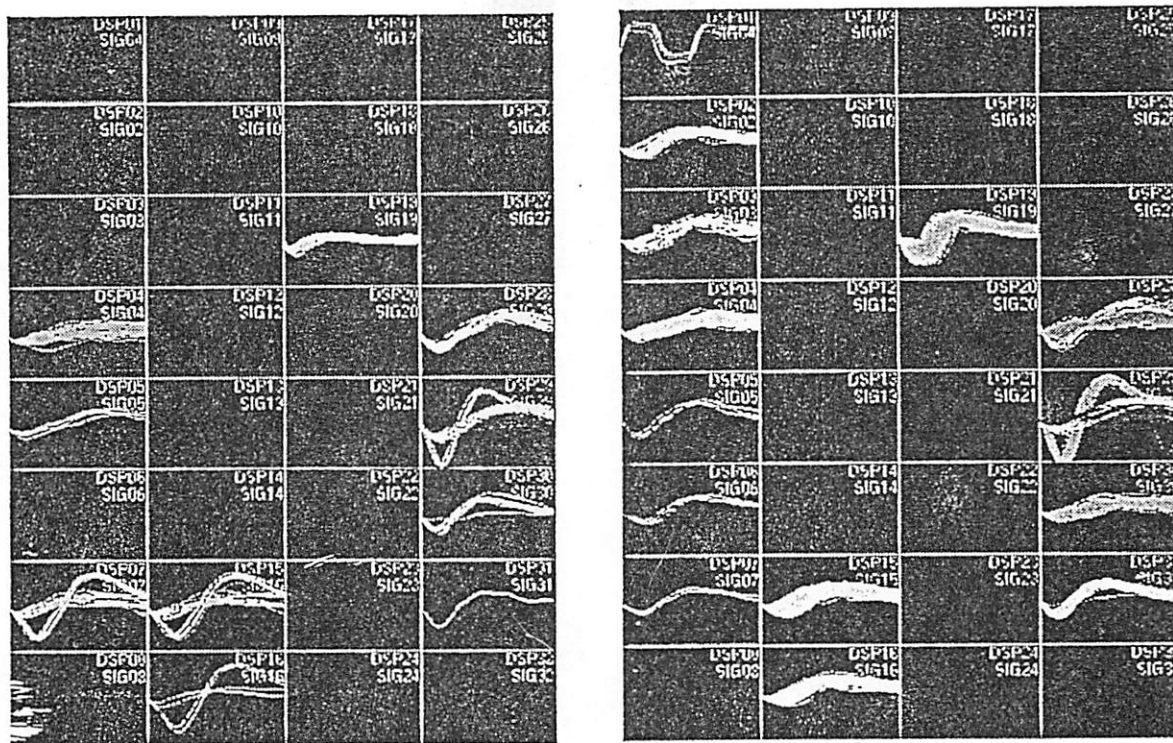 DSP01 DSP09 DSP17
SIG04 SIG09 SIG17
DSP02 DSP10 DSP18
SIG02 SIG10 SIG18
DSP03 DSP11 DSP19 DSP27
SIG03 SIG11 SIG19 SIG27
DSP04 DSP12 DSP20 DSP28
SIG04 SIG12 SIG20
DSP05 DSP13 DSP21 DSP29
SIG05 SIG13 SIG21
DSP06 DSP14 DSP22 DSP30
SIG06 SIG14 SIG22 SIG30
DSP07 DSP15 DSP23 DSP31
SIG23 SIG31
DSP08 DSP16 DSP24 DSP32
SIG08 SIG16 SIG24 SIG32
DSP01 DSP09 DSP17
SIG04 SIG09 SIG17
DSP02 DSP10 DSP18
SIG02 SIG10 SIG18
DSP03 DSP11 DSP19
SIG03 SIG11 SIG19
DSP04 DSP12 DSP20
SIG04 SIG12 SIG20
DSP05 DSP13 DSP21
SIG05 SIG13 SIG21
DSP06 DSP14 DSP22
SIG06 SIG14 SIG22
DSP07 DSP15 DSP23
SIG07 SIG15 SIG23
DSP08 DSP16 DSP24
SIG08 SIG16 SIG24